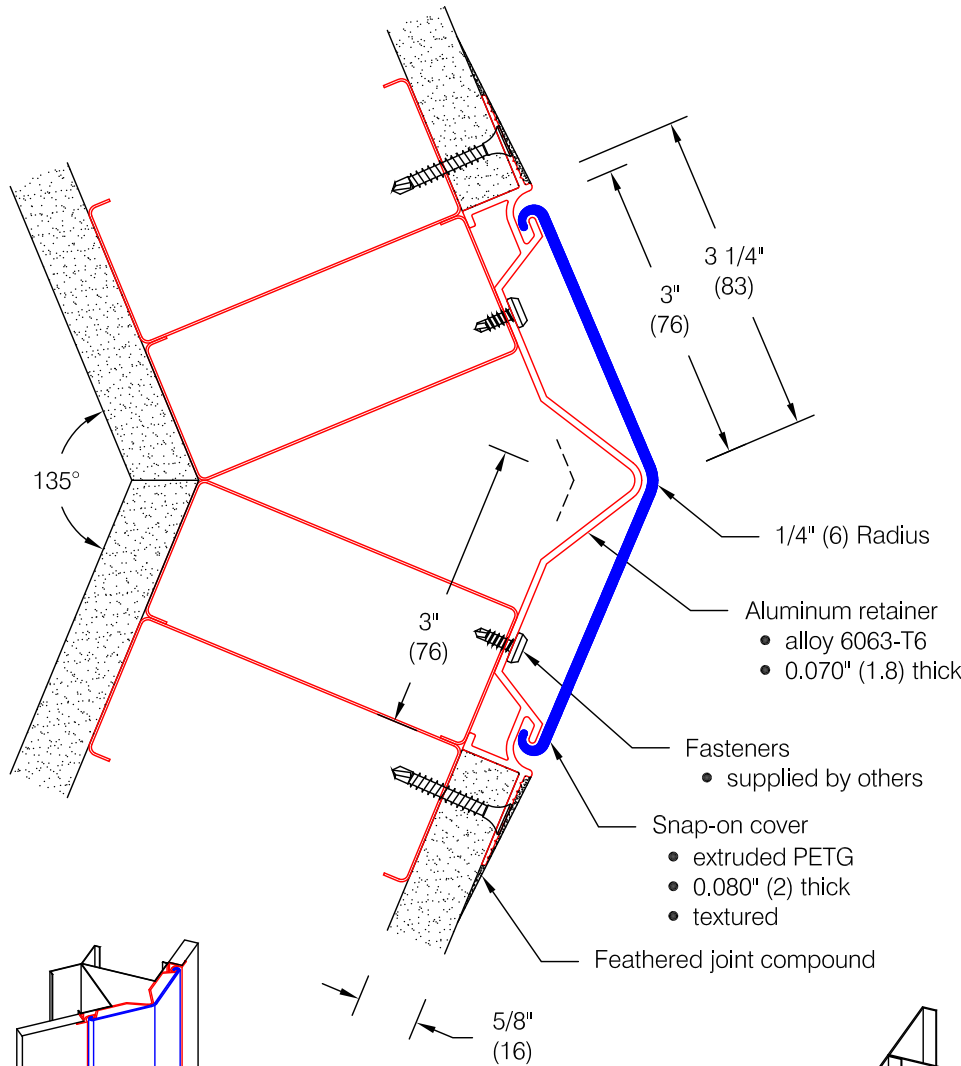 3 1/4"
(83)
3"
(76)
135°
1/4" (6) Radius
Aluminum retainer
• alloy 6063-T6
• 0.070" (1.8) thick
3"
(76)
Fasteners
• supplied by others
Snap-on cover
• extruded PETG
• 0.080" (2) thick
• textured
Feathered joint compound
5/8"
(16)